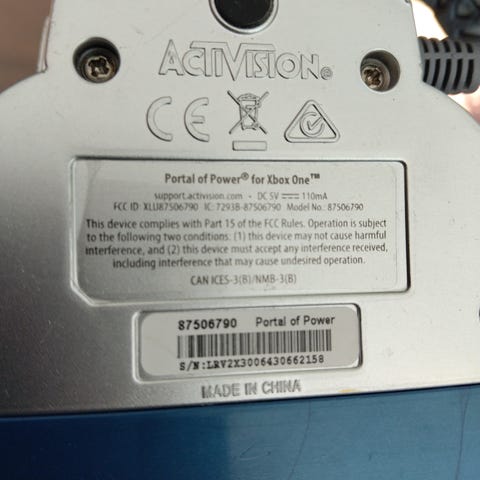 ACTIVISION®
CE
Portal of Power® for Xbox One™
support.activision.com • DC 5V ⎓ 110mA
FCC ID: XLU87506790 IC: 7293B-87506790 Model No.: 87506790
This device complies with Part 15 of the FCC Rules. Operation is subject
to the following two conditions: (1) this device may not cause harmful
interference, and (2) this device must accept any interference received,
including interference that may cause undesired operation.
CAN ICES-3(B)/NMB-3(B)
87506790 Portal of Power
S/N:LRV2X3006430662158
MADE IN CHINA